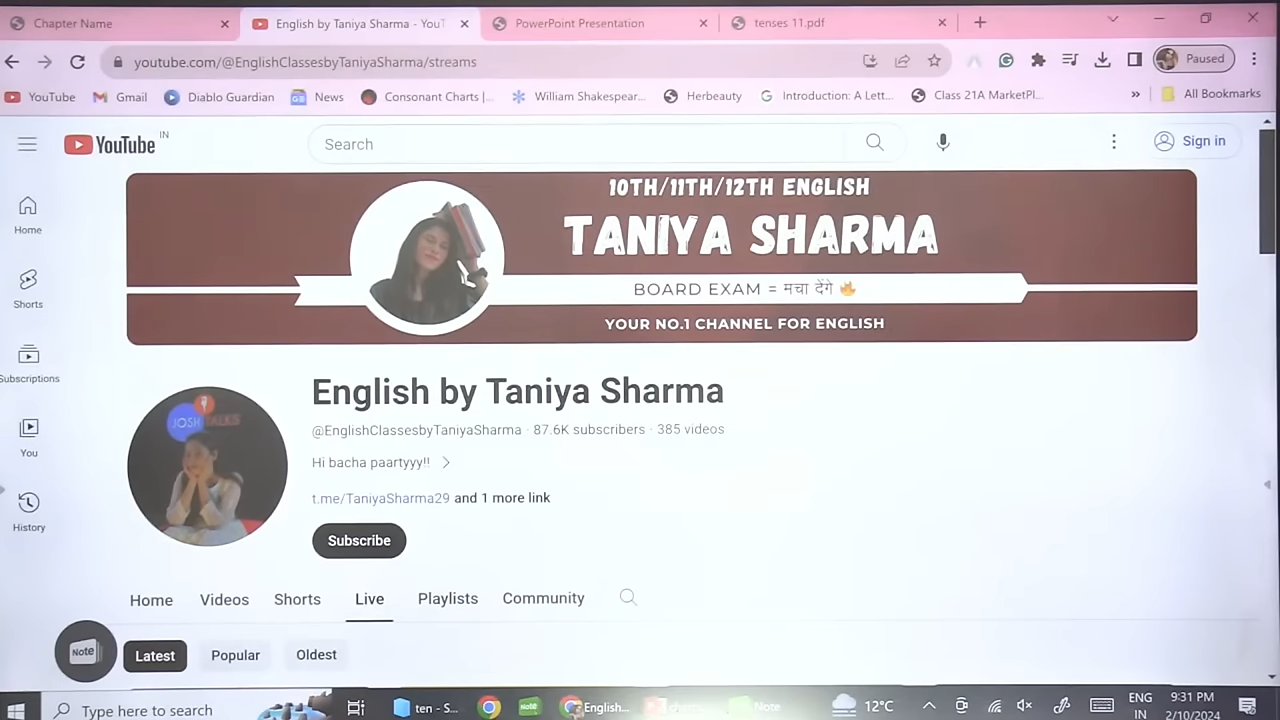 Chapter Name
English by Taniya Sharma - YouT
PowerPoint Presentation
tenses 11.pdf
youtube.com/@EnglishClassesbyTaniyaSharma/streams
Paused
YouTube
Gmail
Diablo Guardian
News
Consonant Charts |...
William Shakespear...
Herbeauty
Introduction: A Lett...
Class 21A MarketPl...
»
All Bookmarks
YouTube IN
Search
Sign in
Home
Shorts
Subscriptions
You
History
10TH/11TH/12TH ENGLISH
TANIYA SHARMA
BOARD EXAM = मचा देंगे 🔥
YOUR NO.1 CHANNEL FOR ENGLISH
JOSH TALKS
English by Taniya Sharma
@EnglishClassesbyTaniyaSharma · 87.6K subscribers · 385 videos
Hi bacha paartyyy!!
t.me/TaniyaSharma29 and 1 more link
Subscribe
Home
Videos
Shorts
Live
Playlists
Community
Note
Latest
Popular
Oldest
Type here to search
ten - S...
Note
English...
Note
12°C
ENG
IN
9:31 PM
2/10/2024